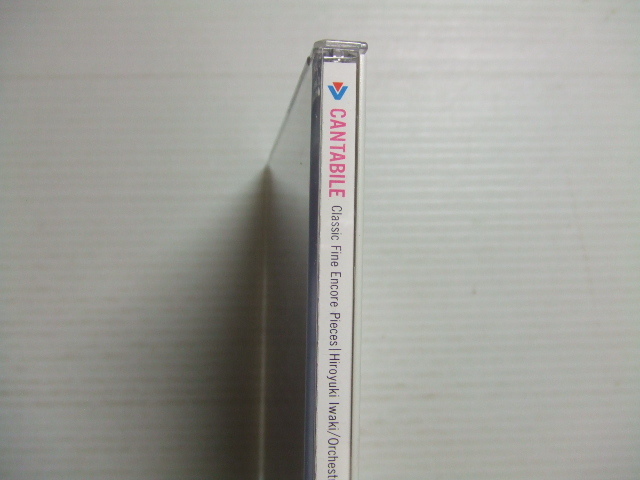 CANTABILE Classic Fine Encore Pieces|Hiroyuki Iwaki/Orchest